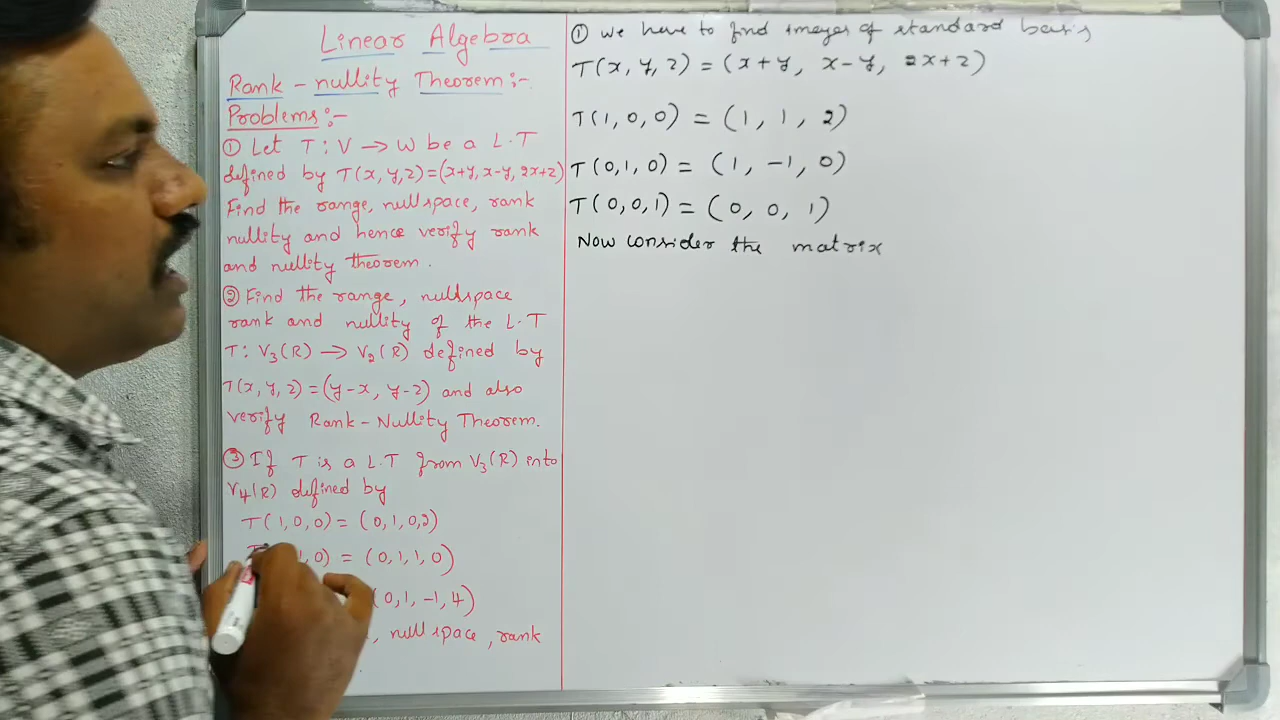 Linear Algebra
Rank - nullity Theorem :-
Problems :-
① Let T : V → W be a L.T
defined by T(x, y, z) = (x+y, x-y, 2x+z)
Find the range, nullspace, rank
nullity and hence verify rank
and nullity theorem.
② Find the range, nullspace
rank and nullity of the L.T
T : V₃(R) → V₂(R) defined by
T(x, y, z) = (y-x, y-z) and also
verify Rank-Nullity Theorem.
③ If T is a L.T from V₃(R) into
V₄(R) defined by
T(1,0,0) = (0,1,0,2)
1,0) = (0,1,1,0)
(0,1,-1,4)
, null space, rank
① We have to find images of standard basis
T(x, y, z) = (x+y, x-y, 2x+z)
T(1, 0, 0) = (1, 1, 2)
T(0, 1, 0) = (1, -1, 0)
T(0, 0, 1) = (0, 0, 1)
Now consider the matrix